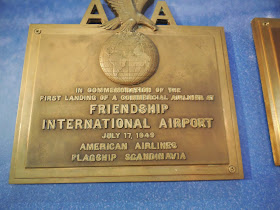 A A
IN COMMEMORATION OF THE
FIRST LANDING OF A COMMERCIAL AIRLINER AT
FRIENDSHIP
INTERNATIONAL AIRPORT
JULY 17, 1949
AMERICAN AIRLINES
FLAGSHIP SCANDINAVIA